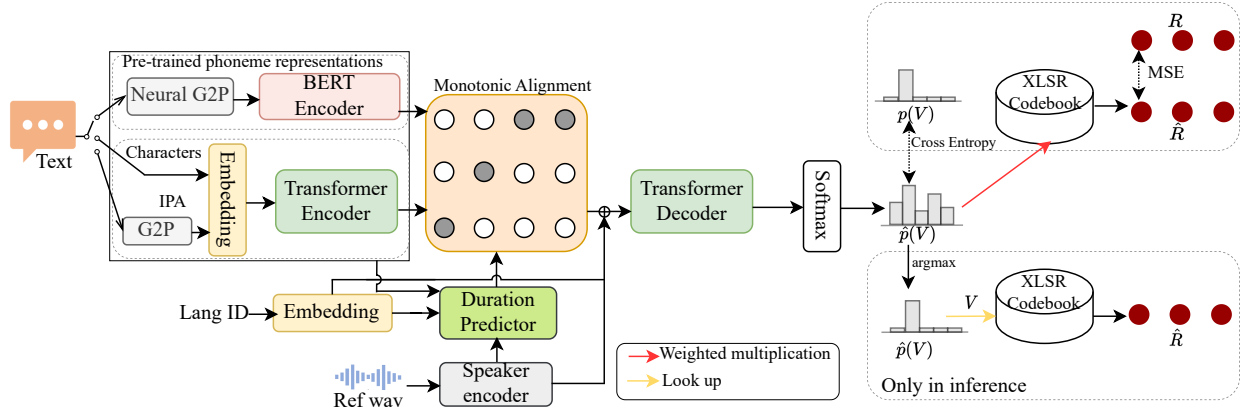 Pre-trained phoneme representations
Neural G2P
BERT
Encoder
Text
Characters
IPA
G2P
Embedding
Transformer
Encoder
Monotonic Alignment
Lang ID
Embedding
Duration
Predictor
Ref wav
Speaker
encoder
Transformer
Decoder
Softmax
p(V)
Cross Entropy
p̂(V)
XLSR
Codebook
R
MSE
R̂
argmax
p̂(V)
V
XLSR
Codebook
R̂
Only in inference
Weighted multiplication
Look up